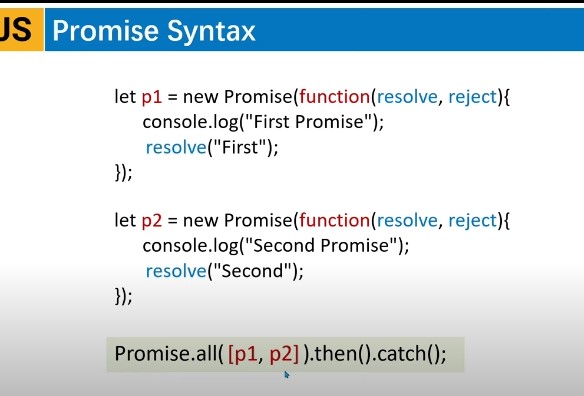 JS Promise Syntax
let p1 = new Promise(function(resolve, reject){
console.log("First Promise");
resolve("First");
});
let p2 = new Promise(function(resolve, reject){
console.log("Second Promise");
resolve("Second");
});
Promise.all( [p1, p2] ).then().catch();